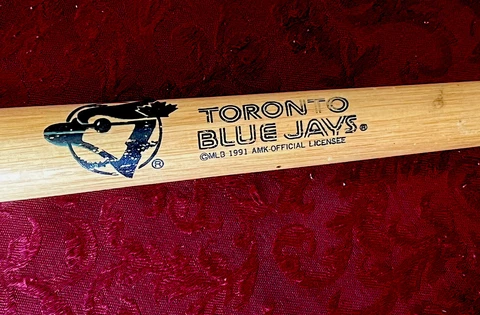 TORONTO
BLUE JAYS®
©MLB 1991 AMK-OFFICIAL LICENSEE
®